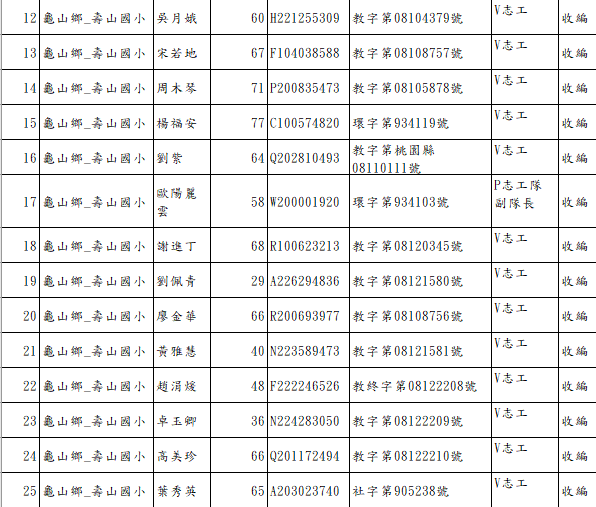 12 龜山鄉_壽山國小 吳月娥 60 H221255309 教字第08104379號 V志工 收編
13 龜山鄉_壽山國小 宋若地 67 F104038588 教字第08108757號 V志工 收編
14 龜山鄉_壽山國小 周木琴 71 P200835473 教字第08105878號 V志工 收編
15 龜山鄉_壽山國小 楊福安 77 C100574820 環字第934119號 V志工 收編
16 龜山鄉_壽山國小 劉紫 64 Q202810493 教字第桃園縣
08110111號 V志工 收編
17 龜山鄉_壽山國小 歐陽麗
雲 58 W200001920 環字第934103號 P志工隊
副隊長 收編
18 龜山鄉_壽山國小 謝進丁 68 R100623213 教字第08120345號 V志工 收編
19 龜山鄉_壽山國小 劉佩青 29 A226294836 教字第08121580號 V志工 收編
20 龜山鄉_壽山國小 廖金華 66 R200693977 教字第08108756號 V志工 收編
21 龜山鄉_壽山國小 黃雅慧 40 N223589473 教字第08121581號 V志工 收編
22 龜山鄉_壽山國小 趙涓煖 48 F222246526 教終字第08122208號 V志工 收編
23 龜山鄉_壽山國小 卓玉卿 36 N224283050 教字第08122209號 V志工 收編
24 龜山鄉_壽山國小 高美珍 66 Q201172494 教字第08122210號 V志工 收編
25 龜山鄉_壽山國小 葉秀英 65 A203023740 社字第905238號 V志工 收編